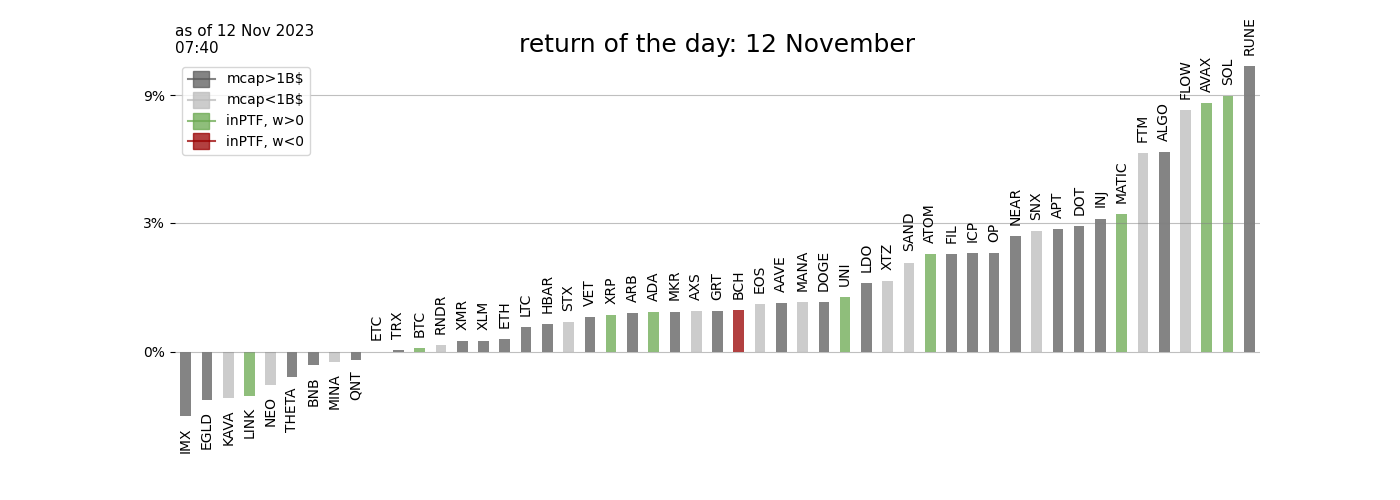 as of 12 Nov 2023
07:40
return of the day: 12 November
mcap>1B$
mcap<1B$
inPTF, w>0
inPTF, w<0
9%
3%
0%
IMX
EGLD
KAVA
LINK
NEO
THETA
BNB
MINA
QNT
ETC
TRX
BTC
RNDR
XMR
XLM
ETH
LTC
HBAR
STX
VET
XRP
ARB
ADA
MKR
AXS
GRT
BCH
EOS
AAVE
MANA
DOGE
UNI
LDO
XTZ
SAND
ATOM
FIL
ICP
OP
NEAR
SNX
APT
DOT
INJ
MATIC
FTM
ALGO
FLOW
AVAX
SOL
RUNE